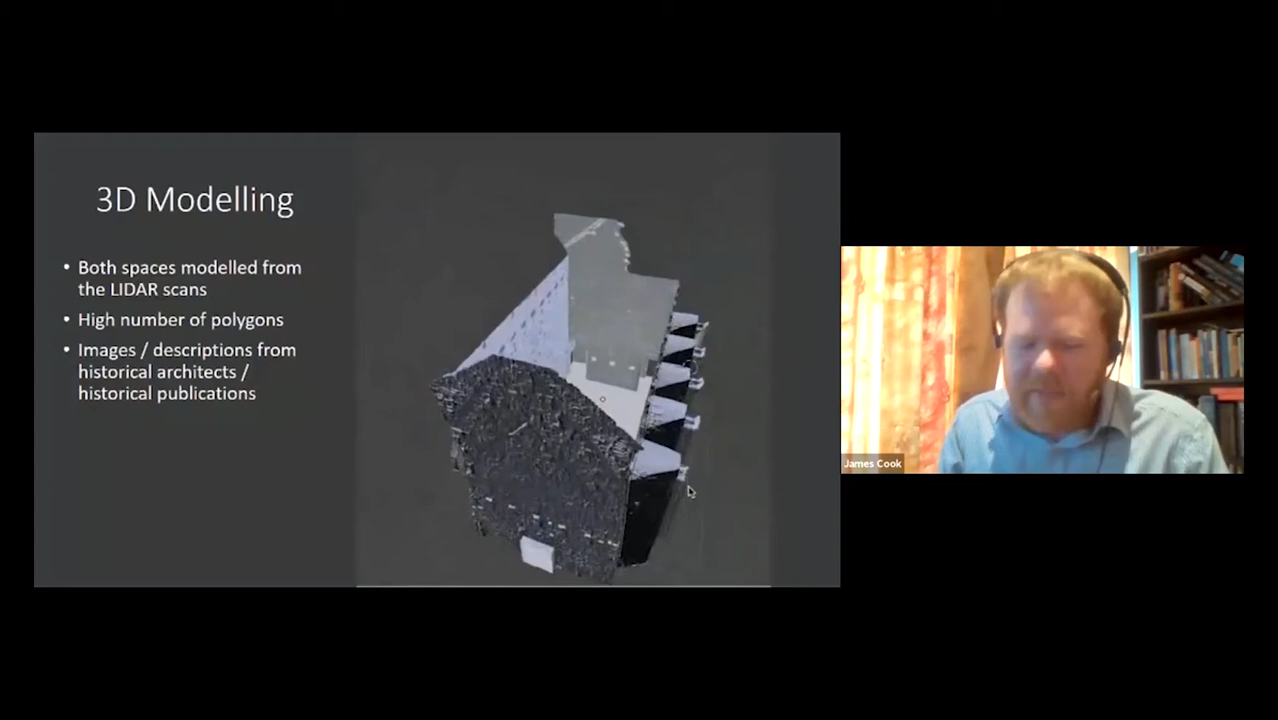 3D Modelling
• Both spaces modelled from
the LIDAR scans
• High number of polygons
• Images / descriptions from
historical architects /
historical publications
James Cook